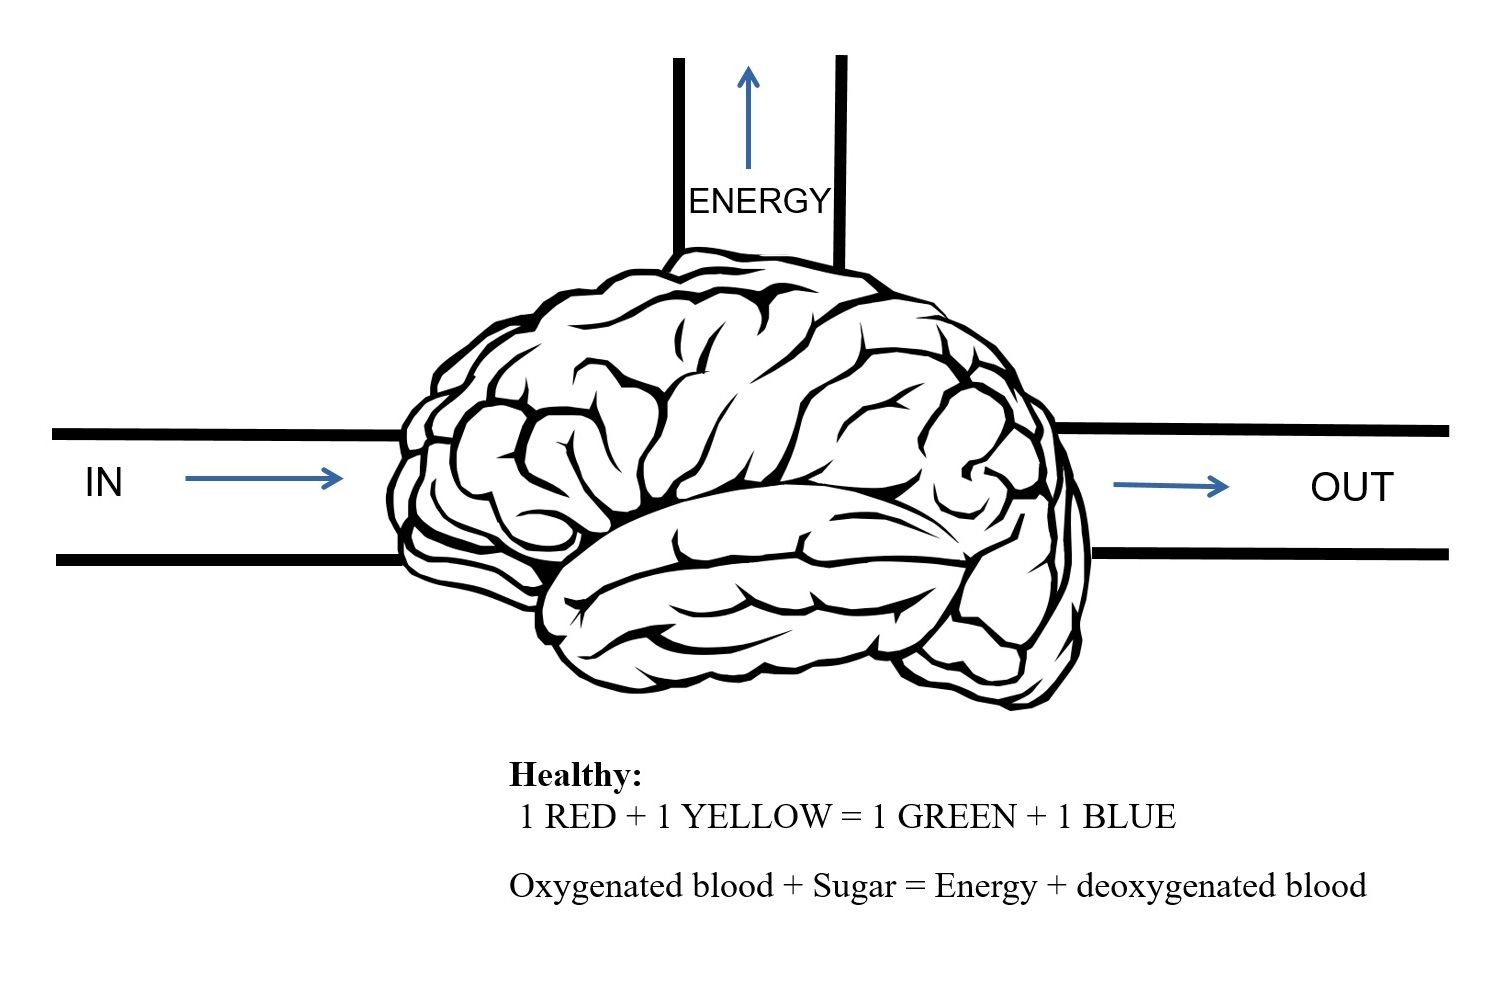 ENERGY
IN
OUT
Healthy:
1 RED + 1 YELLOW = 1 GREEN + 1 BLUE
Oxygenated blood + Sugar = Energy + deoxygenated blood